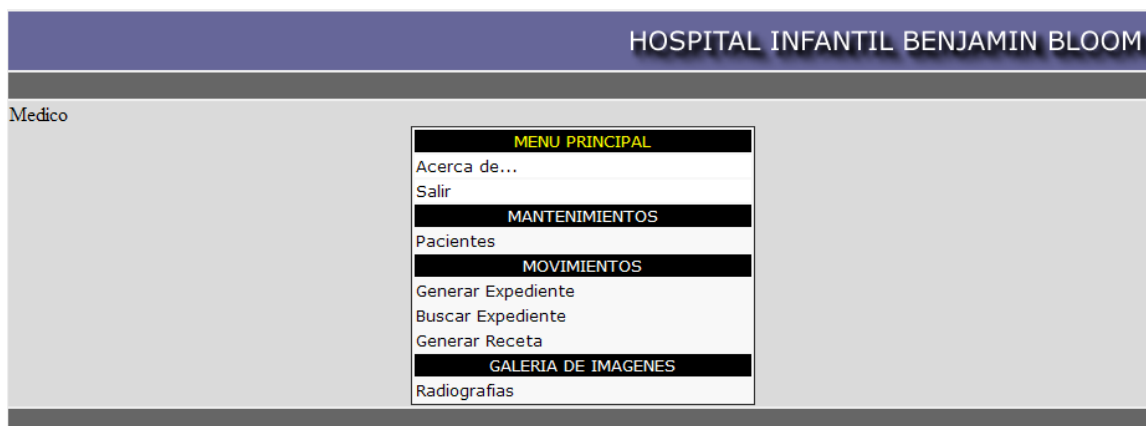 HOSPITAL INFANTIL BENJAMIN BLOOM
Medico
MENU PRINCIPAL
Acerca de...
Salir
MANTENIMIENTOS
Pacientes
MOVIMIENTOS
Generar Expediente
Buscar Expediente
Generar Receta
GALERIA DE IMAGENES
Radiografias